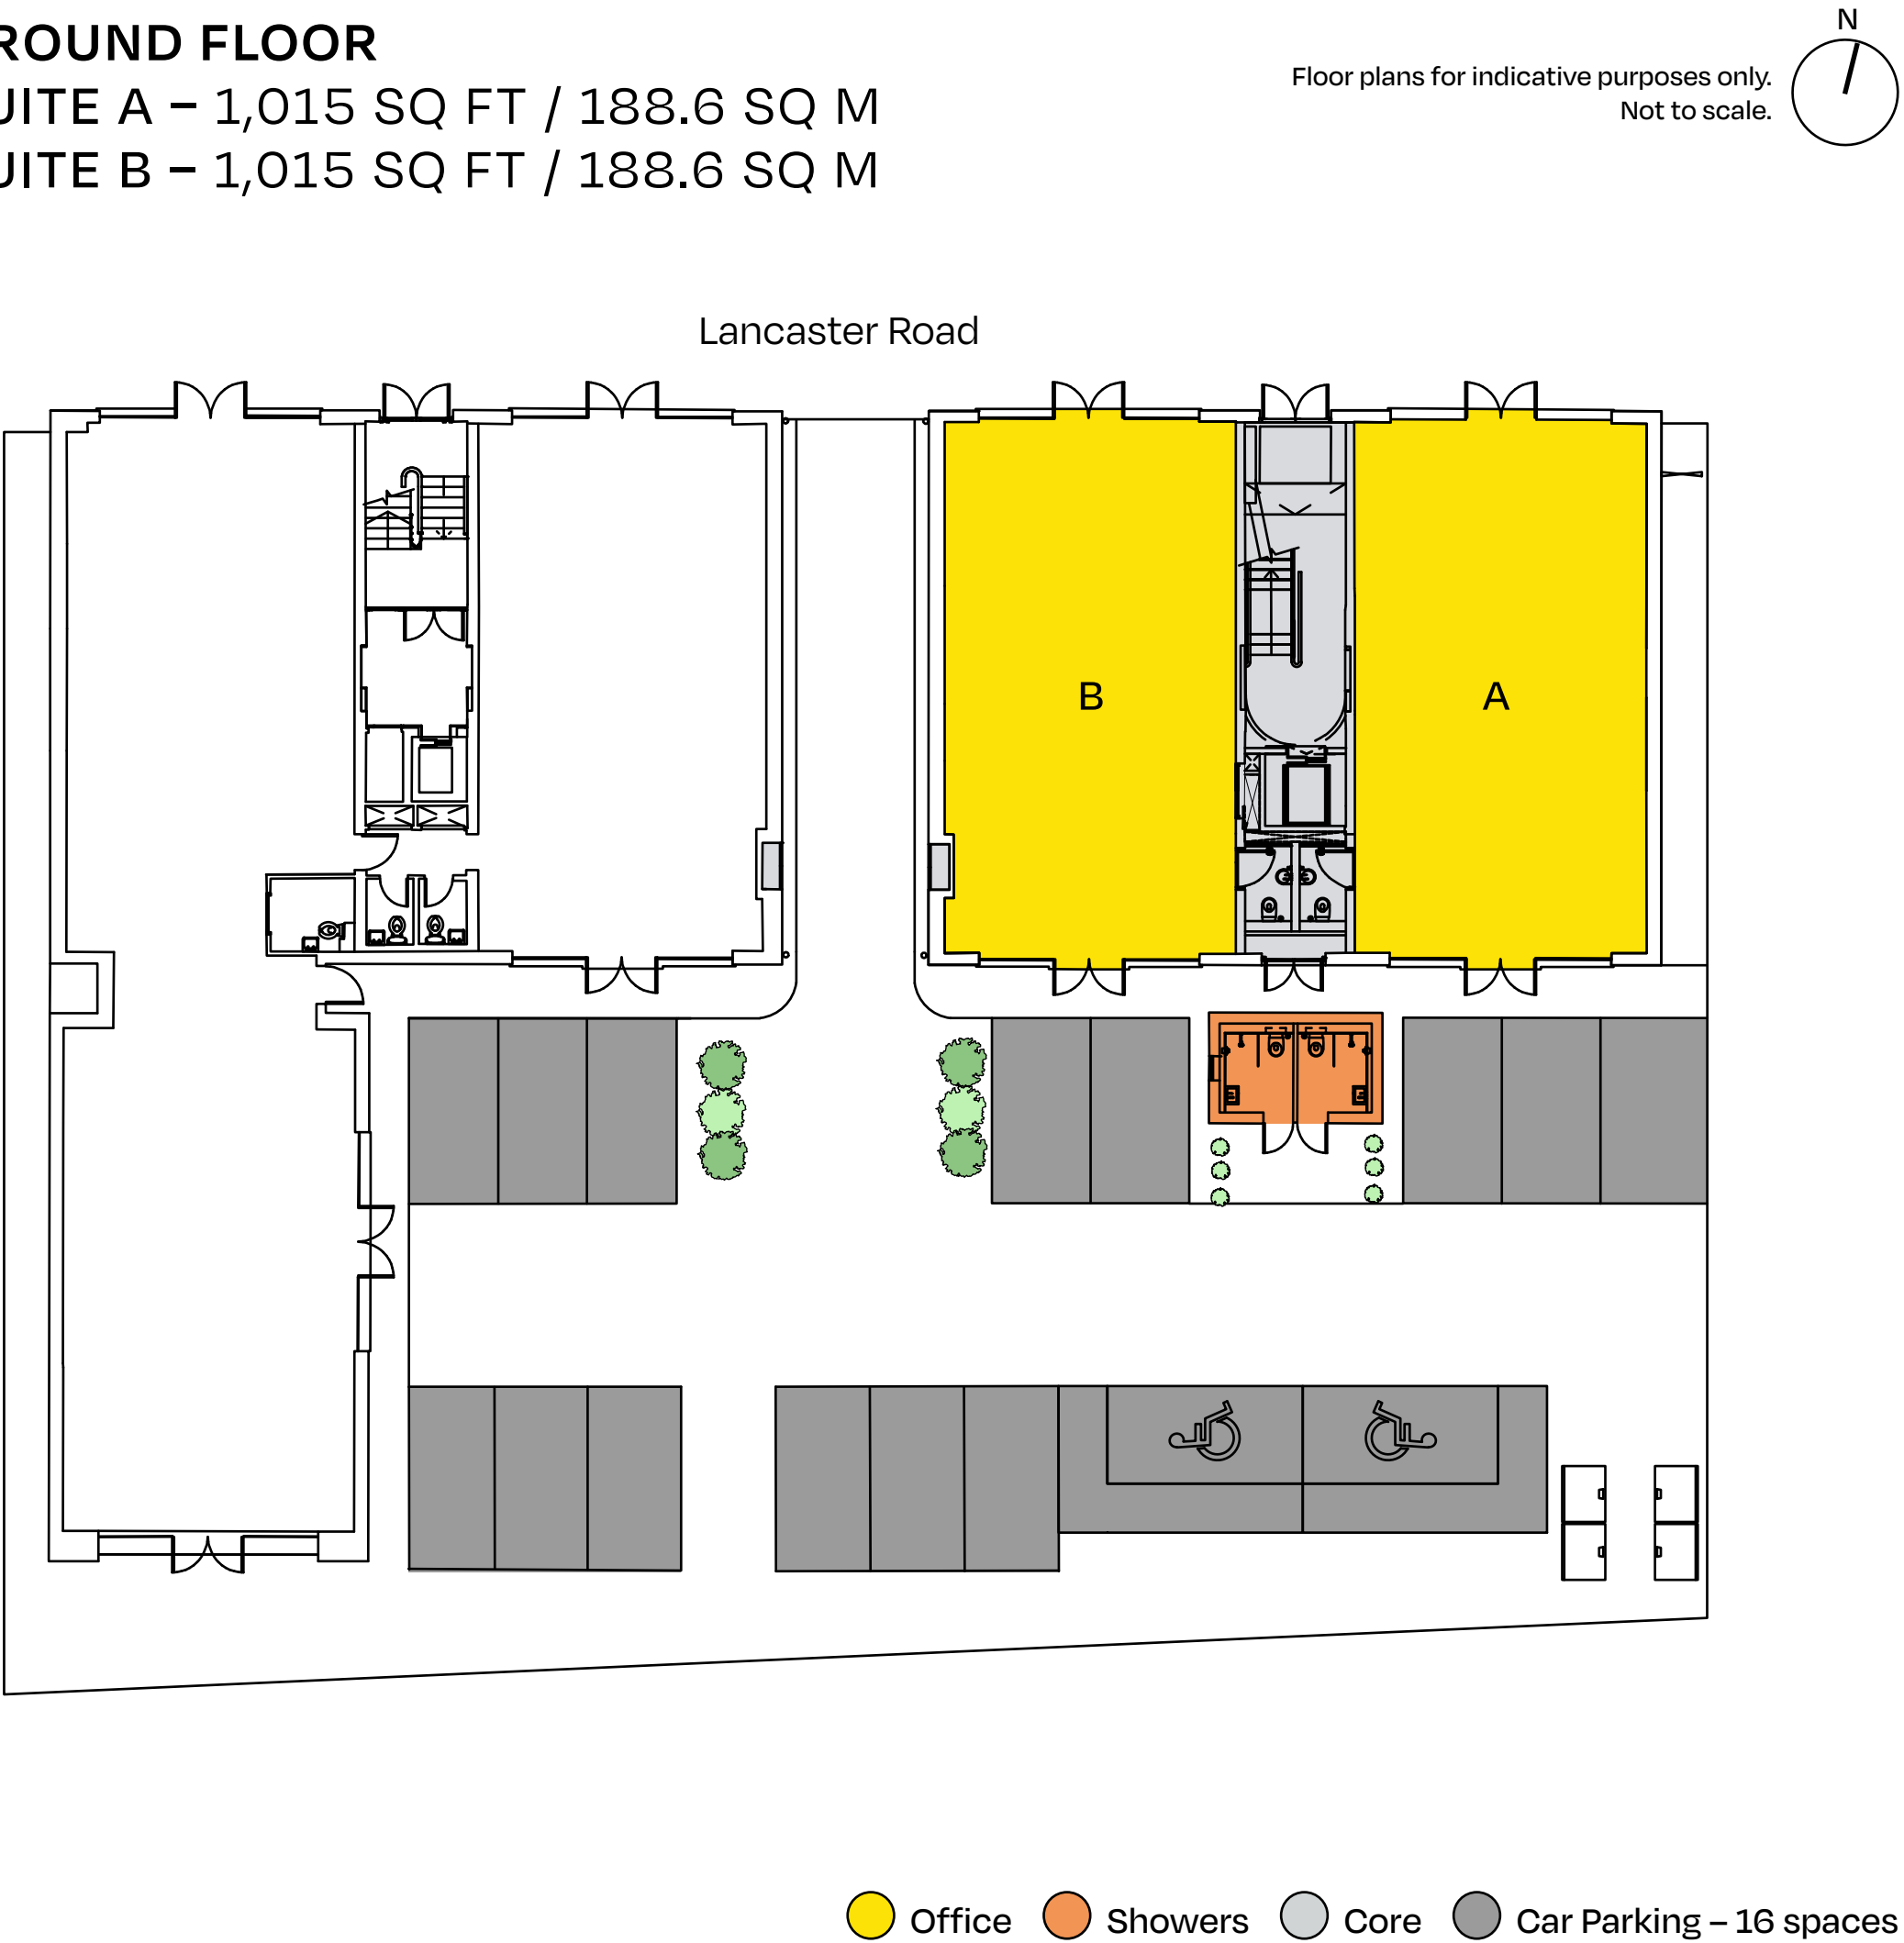 ROUND FLOOR
UITE A – 1,015 SQ FT / 188.6 SQ M
UITE B – 1,015 SQ FT / 188.6 SQ M
N
Floor plans for indicative purposes only.
Not to scale.
Lancaster Road
B
A
Office
Showers
Core
Car Parking – 16 spaces